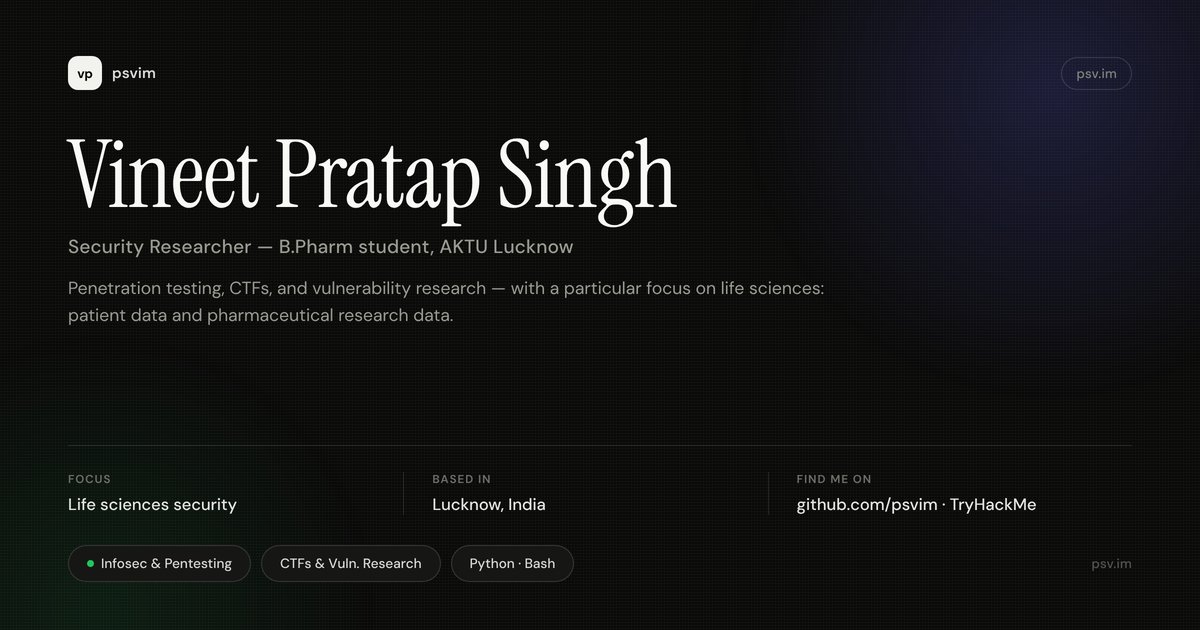 vp
psvim
psv.im
Vineet Pratap Singh
Security Researcher — B.Pharm student, AKTU Lucknow
Penetration testing, CTFs, and vulnerability research — with a particular focus on life sciences:
patient data and pharmaceutical research data.
FOCUS
Life sciences security
BASED IN
Lucknow, India
FIND ME ON
github.com/psvim · TryHackMe
Infosec & Pentesting
CTFs & Vuln. Research
Python · Bash
psv.im